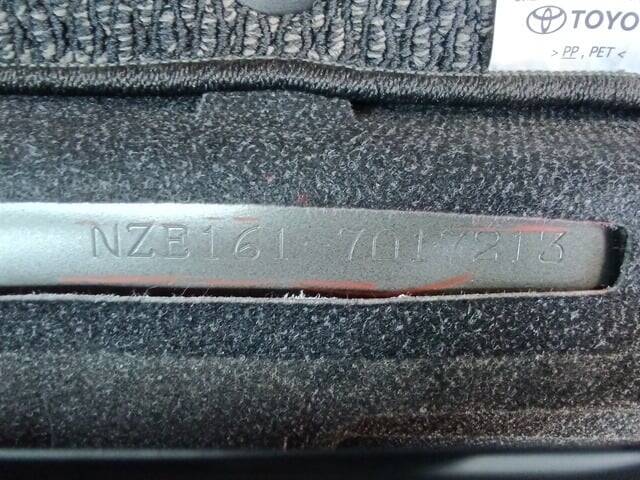 TOYO
> PP, PET <
NZE161 7017213